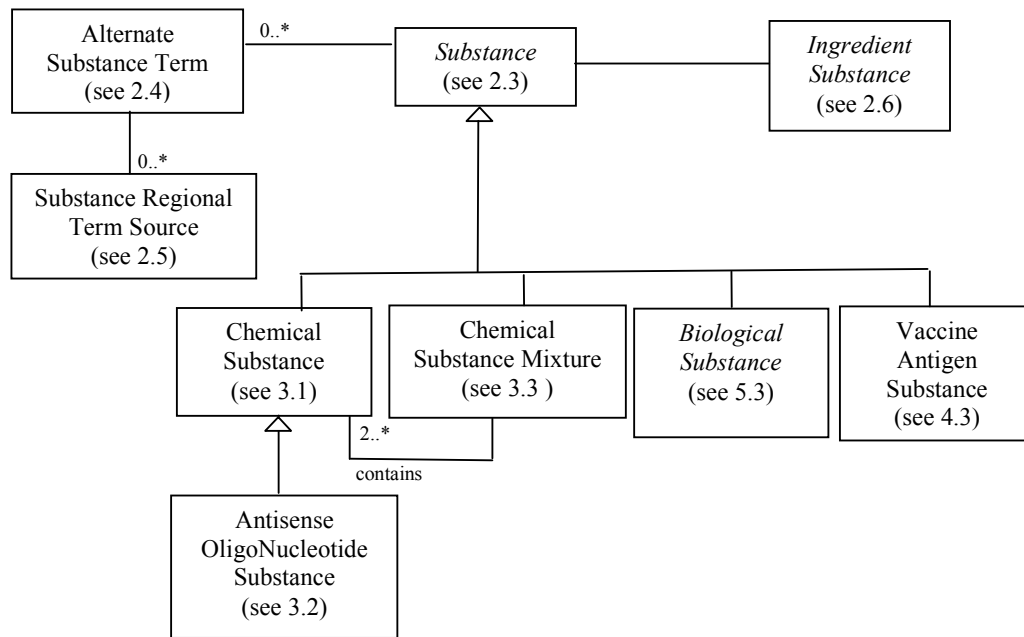 Alternate
Substance Term
(see 2.4)
0..*
Substance
(see 2.3)
Ingredient
Substance
(see 2.6)
0..*
Substance Regional
Term Source
(see 2.5)
Chemical
Substance
(see 3.1)
Chemical
Substance Mixture
(see 3.3 )
Biological
Substance
(see 5.3)
Vaccine
Antigen
Substance
(see 4.3)
2..*
contains
Antisense
OligoNucleotide
Substance
(see 3.2)